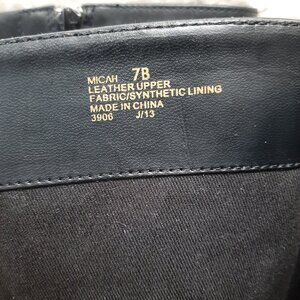 MICAH 7B
LEATHER UPPER
FABRIC/SYNTHETIC LINING
MADE IN CHINA
3906 J/13